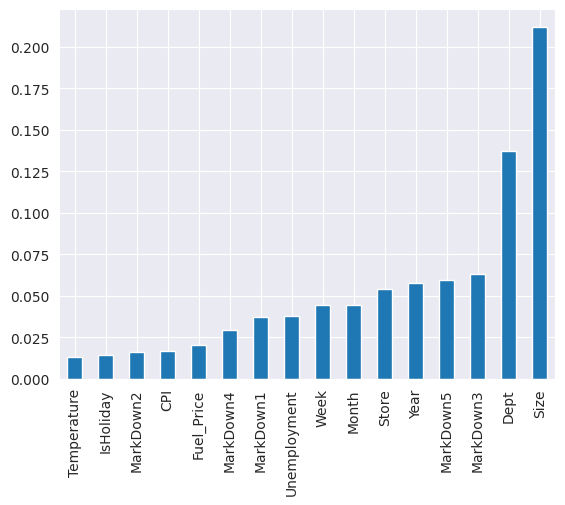 0.200
0.175
0.150
0.125
0.100
0.075
0.050
0.025
0.000
Temperature
IsHoliday
MarkDown2
CPI
Fuel_Price
MarkDown4
MarkDown1
Unemployment
Week
Month
Store
Year
MarkDown5
MarkDown3
Dept
Size